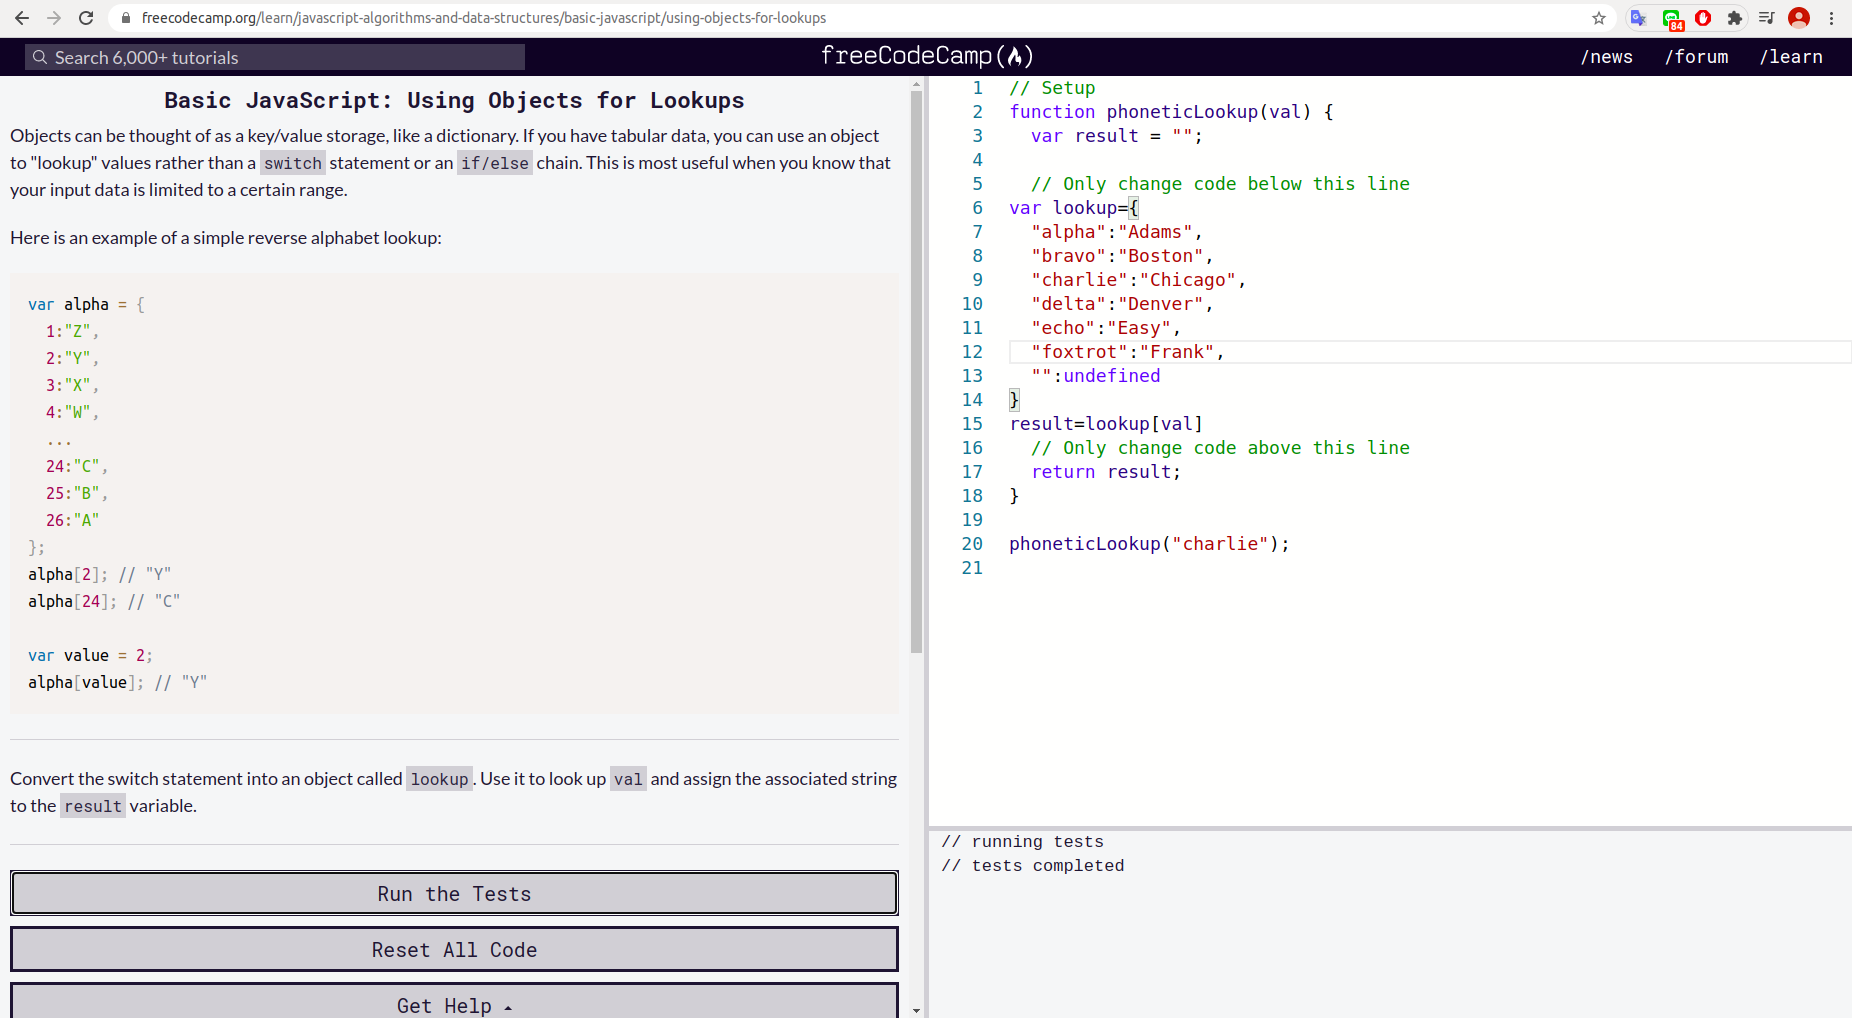 freecodecamp.org/learn/javascript-algorithms-and-data-structures/basic-javascript/using-objects-for-lookups
84
Search 6,000+ tutorials
freeCodeCamp
/news /forum /learn
Basic JavaScript: Using Objects for Lookups
Objects can be thought of as a key/value storage, like a dictionary. If you have tabular data, you can use an object
to "lookup" values rather than a switch statement or an if/else chain. This is most useful when you know that
your input data is limited to a certain range.
Here is an example of a simple reverse alphabet lookup:
var alpha = {
1:"Z",
2:"Y",
3:"X",
4:"W",
...
24:"C",
25:"B",
26:"A"
};
alpha[2]; // "Y"
alpha[24]; // "C"
var value = 2;
alpha[value]; // "Y"
Convert the switch statement into an object called lookup. Use it to look up val and assign the associated string
to the result variable.
Run the Tests
Reset All Code
Get Help
1 // Setup
2 function phoneticLookup(val) {
3 var result = "";
4
5 // Only change code below this line
6 var lookup={
7 "alpha":"Adams",
8 "bravo":"Boston",
9 "charlie":"Chicago",
10 "delta":"Denver",
11 "echo":"Easy",
12 "foxtrot":"Frank",
13 "":undefined
14 }
15 result=lookup[val]
16 // Only change code above this line
17 return result;
18 }
19
20 phoneticLookup("charlie");
21
// running tests
// tests completed